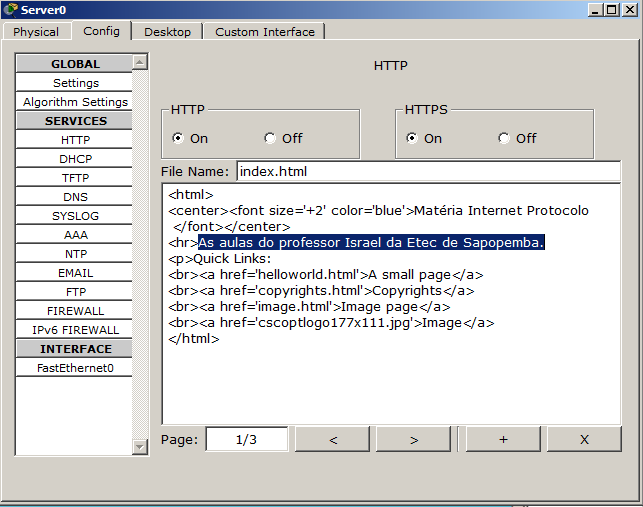 Server0
Physical Config Desktop Custom Interface
GLOBAL
Settings
Algorithm Settings
SERVICES
HTTP
DHCP
TFTP
DNS
SYSLOG
AAA
NTP
EMAIL
FTP
FIREWALL
IPv6 FIREWALL
INTERFACE
FastEthernet0
HTTP
HTTP
On Off
HTTPS
On Off
File Name: index.html
<html>
<center><font size='+2' color='blue'>Matéria Internet Protocolo
</font></center>
<hr>As aulas do professor Israel da Etec de Sapopemba.
<p>Quick Links:
<br><a href='helloworld.html'>A small page</a>
<br><a href='copyrights.html'>Copyrights</a>
<br><a href='image.html'>Image page</a>
<br><a href='cscoptlogo177x111.jpg'>Image</a>
</html>
Page: 1/3 < > + X